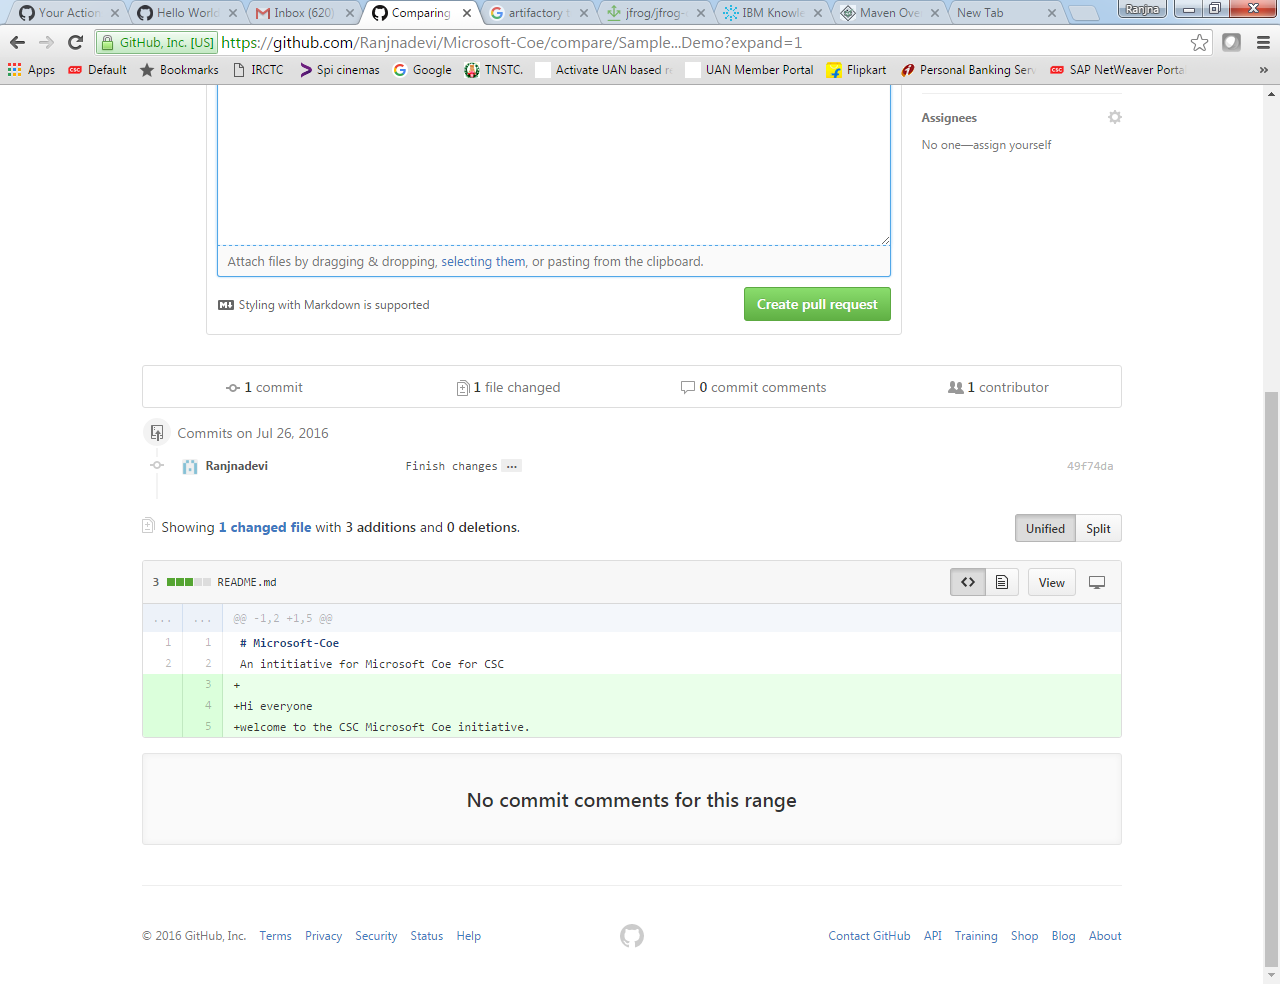 Your Action
Hello World
Inbox (620)
Comparing
artifactory t
jfrog/jfrog-
IBM Knowle
Maven Ove
New Tab
Ranjna
GitHub, Inc. [US] https://github.com/Ranjnadevi/Microsoft-Coe/compare/Sample...Demo?expand=1
Apps
Default
Bookmarks
IRCTC
Spi cinemas
Google
TNSTC.
Activate UAN based r
UAN Member Portal
Flipkart
Personal Banking Ser
SAP NetWeaver Porta
»
Assignees
No one—assign yourself
Attach files by dragging & dropping, selecting them, or pasting from the clipboard.
Styling with Markdown is supported
Create pull request
1 commit
1 file changed
0 commit comments
1 contributor
Commits on Jul 26, 2016
Ranjnadevi
Finish changes ...
49f74da
Showing 1 changed file with 3 additions and 0 deletions.
Unified
Split
3 README.md
<>
View
... ... @@ -1,2 +1,5 @@
1 1 # Microsoft-Coe
2 2 An intitiative for Microsoft Coe for CSC
3 +
4 +Hi everyone
5 +welcome to the CSC Microsoft Coe initiative.
No commit comments for this range
© 2016 GitHub, Inc.
Terms
Privacy
Security
Status
Help
Contact GitHub
API
Training
Shop
Blog
About